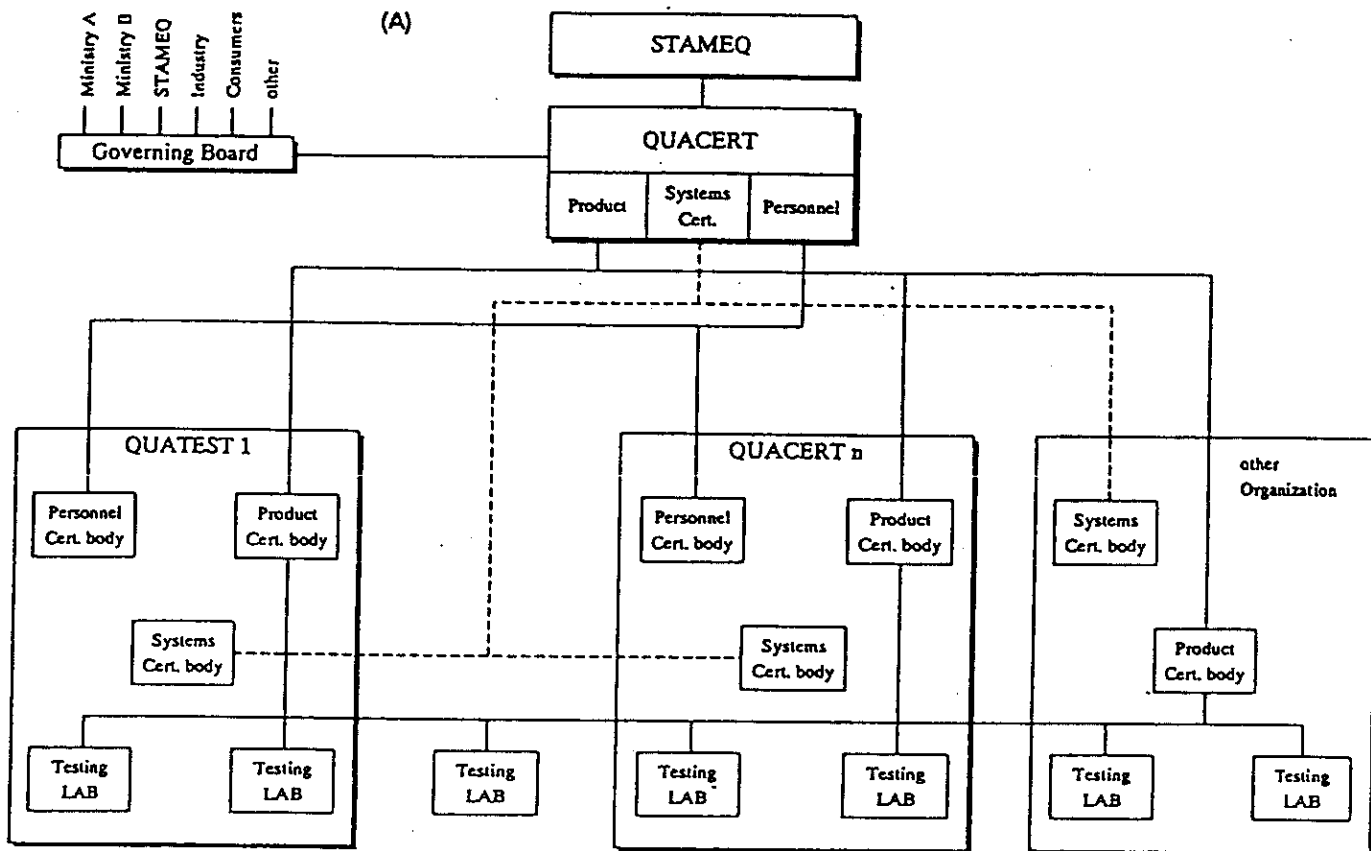 (A)
Ministry A
Ministry B
STAMEQ
Industry
Consumers
other
Governing Board
STAMEQ
QUACERT
Product
Systems
Cert.
Personnel
QUATEST 1
Personnel
Cert. body
Product
Cert. body
Systems
Cert. body
Testing
LAB
Testing
LAB
Testing
LAB
QUACERT n
Personnel
Cert. body
Product
Cert. body
Systems
Cert. body
Testing
LAB
Testing
LAB
other
Organization
Systems
Cert. body
Product
Cert. body
Testing
LAB
Testing
LAB